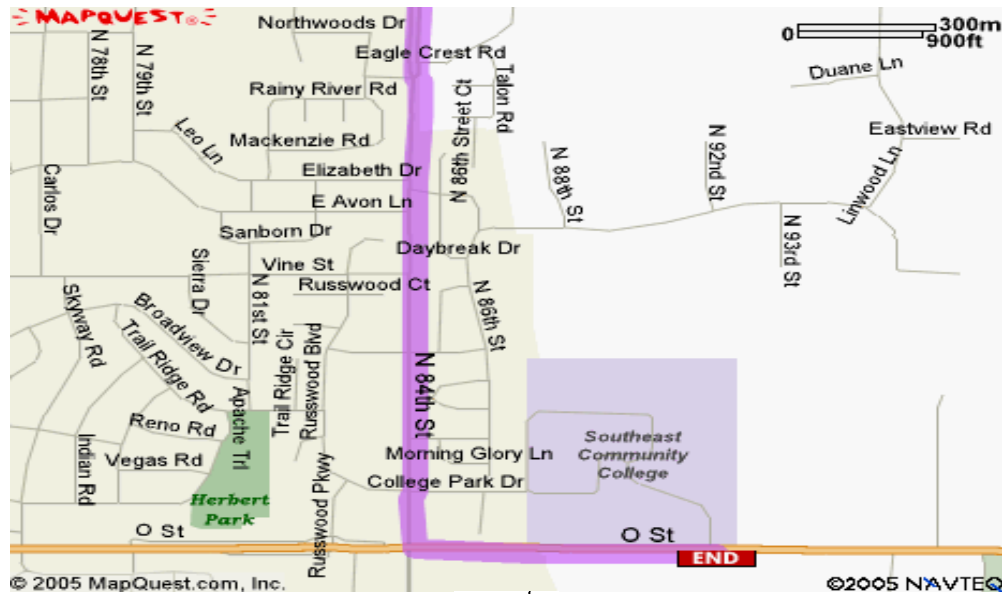 MAPQUEST®
Northwoods Dr
300m
0
900ft
Eagle Crest Rd
N 78th St
N 79th St
Duane Ln
Rainy River Rd
Talon Rd
N 86th Street Ct
Leo Ln
Mackenzie Rd
Eastview Rd
N 92nd St
N 88th St
Elizabeth Dr
Carlos Dr
Linwood Ln
E Avon Ln
Sanborn Dr
Daybreak Dr
N 93rd St
Sierra Dr
Vine St
N 81st St
Russwood Ct
Skyway Rd
N 86th St
Broadview Dr
Trail Ridge Rd
Trail Ridge Cir
Russwood Blvd
N 84th St
Apache Trl
Reno Rd
Southeast
Community
College
Indian Rd
Vegas Rd
Morning Glory Ln
College Park Dr
Herbert
Park
Russwood Pkwy
O St
O St
END
© 2005 MapQuest.com, Inc.
©2005 NAVTEQ